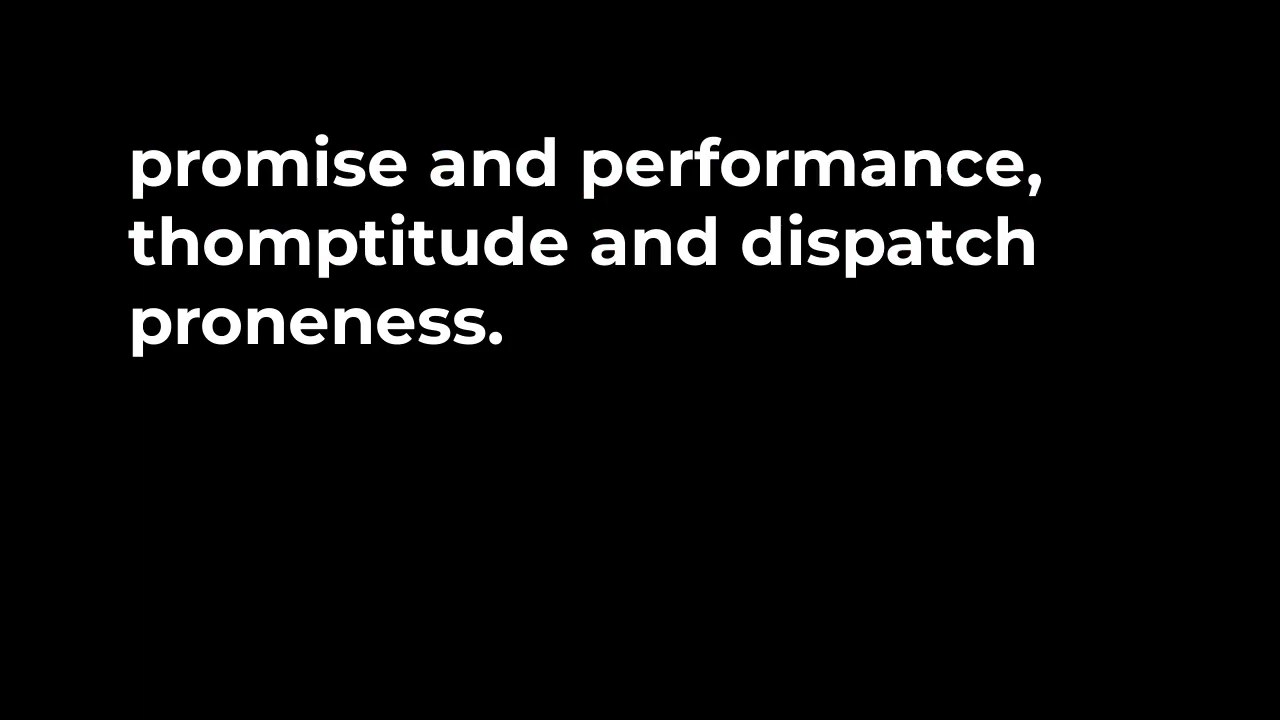 promise and performance,
thomptitude and dispatch
proneness.